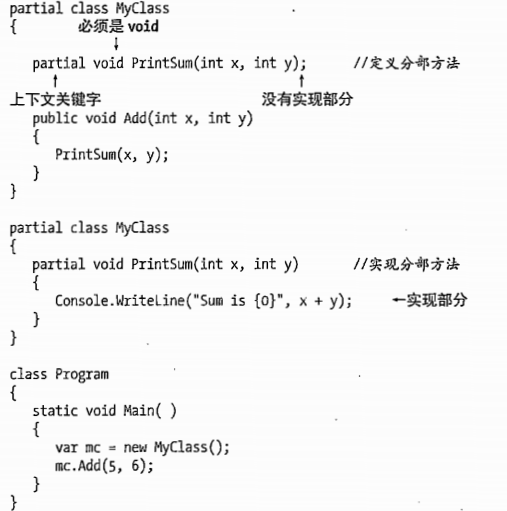 partial class MyClass
{ 必须是 void
↓
partial void PrintSum(int x, int y); //定义分部方法
↑ ↑
上下文关键字 没有实现部分
public void Add(int x, int y)
{
PrintSum(x, y);
}
}
partial class MyClass
{
partial void PrintSum(int x, int y) //实现分部方法
{
Console.WriteLine("Sum is {0}", x + y); ←实现部分
}
}
class Program
{
static void Main( )
{
var mc = new MyClass();
mc.Add(5, 6);
}
}